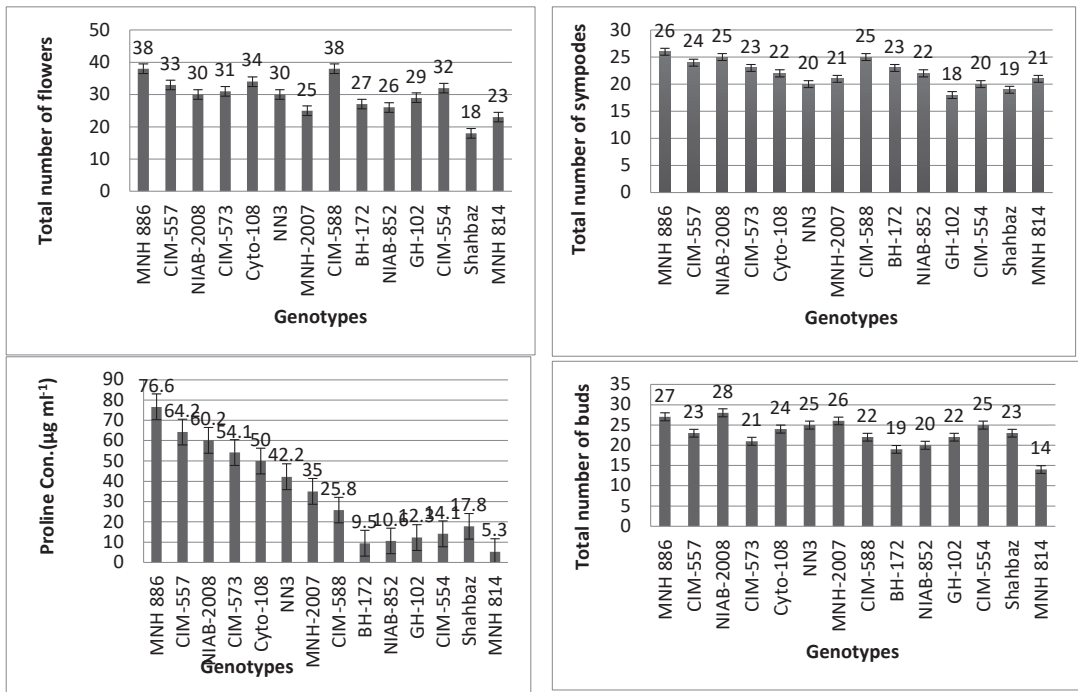 Total number of flowers
50
40
30
20
10
0
38 33 30 31 34 30 25 38 27 26 29 32 18 23
MNH 886
CIM-557
NIAB-2008
CIM-573
Cyto-108
NN3
MNH-2007
CIM-588
BH-172
NIAB-852
GH-102
CIM-554
Shahbaz
MNH 814
Genotypes
Total number of sympodes
30
25
20
15
10
5
0
26 24 25 23 22 20 21 25 23 22 18 20 19 21
MNH 886
CIM-557
NIAB-2008
CIM-573
Cyto-108
NN3
MNH-2007
CIM-588
BH-172
NIAB-852
GH-102
CIM-554
Shahbaz
MNH 814
Genotypes
Proline Con.(µg ml-1)
90
80
70
60
50
40
30
20
10
0
76.6 64.2 60.2 54.1 50 42.2 35 25.8 9.5 10.6 12.3 14.1 17.8 5.3
MNH 886
CIM-557
NIAB-2008
CIM-573
Cyto-108
NN3
MNH-2007
CIM-588
BH-172
NIAB-852
GH-102
CIM-554
Shahbaz
MNH 814
Genotypes
Total number of buds
35
30
25
20
15
10
5
0
27 23 28 21 24 25 26 22 19 20 22 25 23 14
MNH 886
CIM-557
NIAB-2008
CIM-573
Cyto-108
NN3
MNH-2007
CIM-588
BH-172
NIAB-852
GH-102
CIM-554
Shahbaz
MNH 814
Genotypes